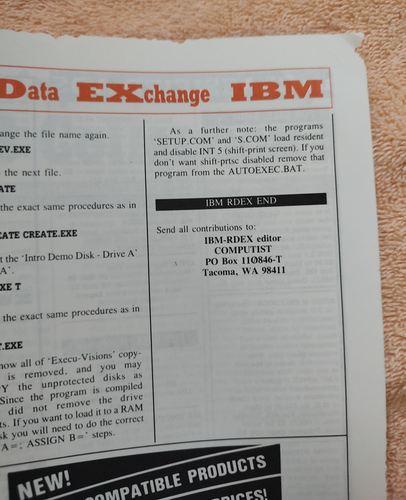 Data EXchange IBM
ange the file name again.
EV.EXE
the next file.
ATE
the exact same procedures as in
EATE CREATE.EXE
t the 'Intro Demo Disk - Drive A'
A'.
XE T
the exact same procedures as in
T.EXE
now all of 'Execu-Visions' copy-
is removed, and you may
Y the unprotected disks as
Since the program is compiled
did not remove the drive
ts. If you want to load it to a RAM
sk you will need to do the correct
A=; ASSIGN B=' steps.
As a further note: the programs
'SETUP.COM' and 'S.COM' load resident
and disable INT 5 (shift-print screen). If you
don't want shift-prtsc disabled remove that
program from the AUTOEXEC.BAT.
IBM RDEX END
Send all contributions to:
IBM-RDEX editor
COMPUTIST
PO Box 110846-T
Tacoma, WA 98411
NEW!
COMPATIBLE PRODUCTS
PRICES!